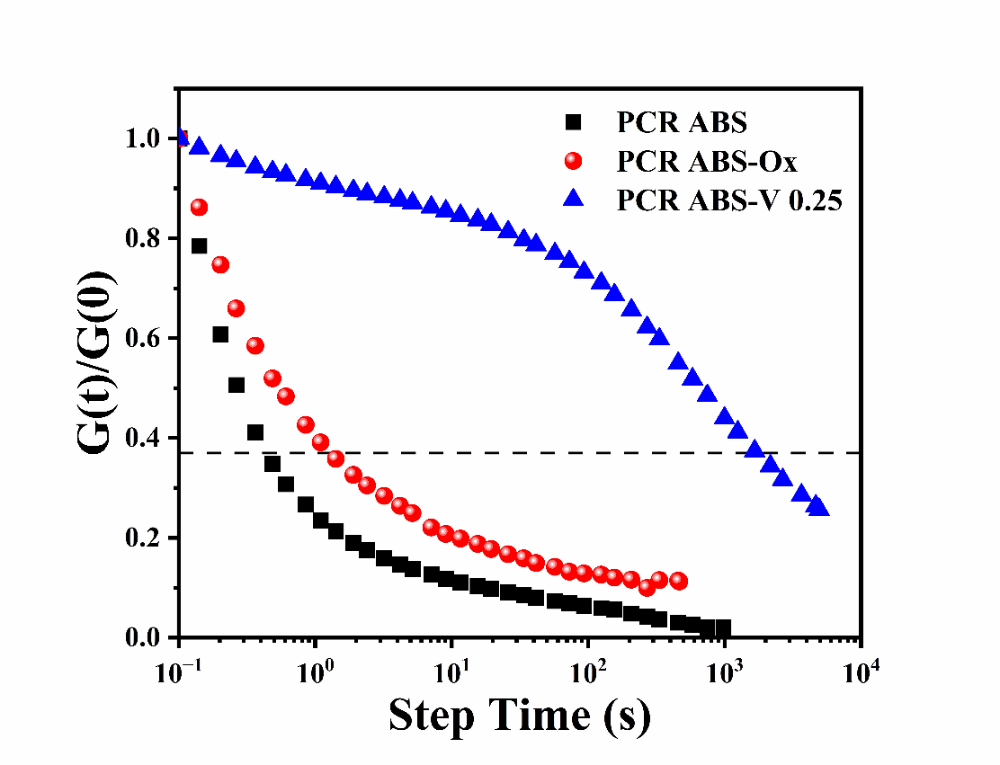 PCR ABS
PCR ABS-Ox
PCR ABS-V 0.25
G(t)/G(0)
1.0
0.8
0.6
0.4
0.2
0.0
10⁻¹ 10⁰ 10¹ 10² 10³ 10⁴
Step Time (s)